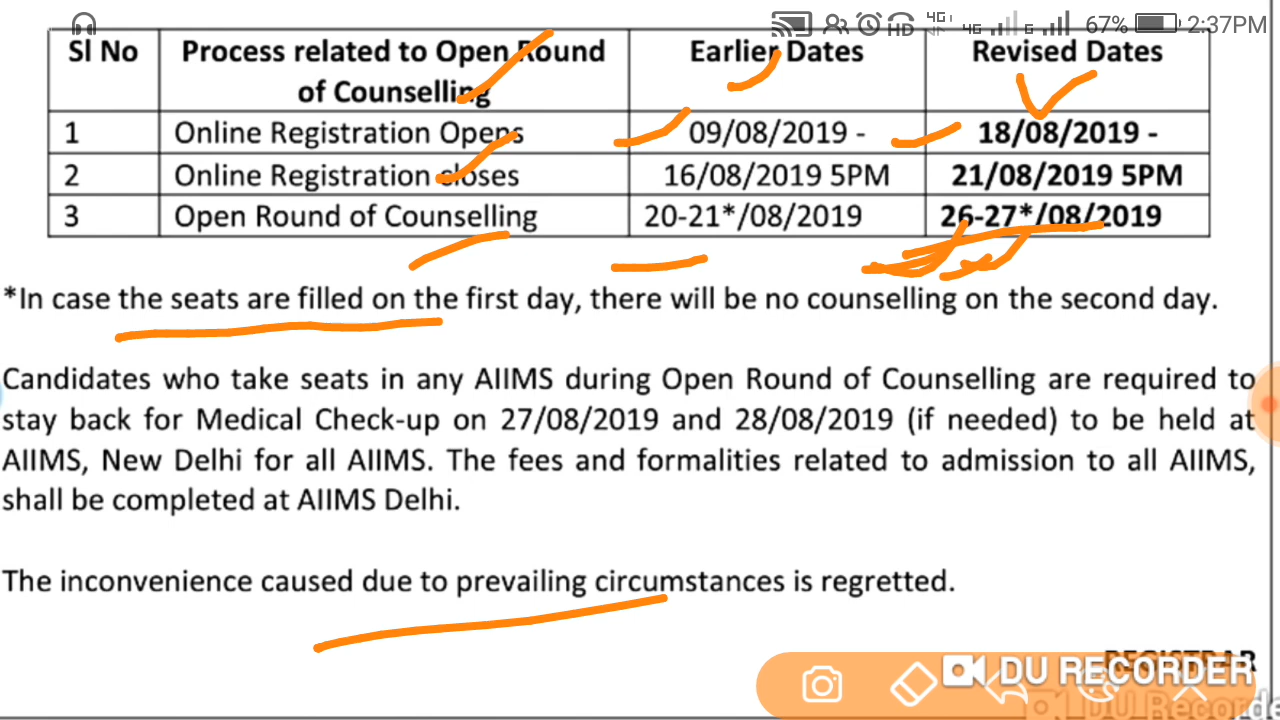 4G 4G G 67% 2:37PM
HD
Sl No Process related to Open Round of Counselling Earlier Dates Revised Dates
1 Online Registration Opens 09/08/2019 - 18/08/2019 -
2 Online Registration closes 16/08/2019 5PM 21/08/2019 5PM
3 Open Round of Counselling 20-21*/08/2019 26-27*/08/2019
*In case the seats are filled on the first day, there will be no counselling on the second day.
Candidates who take seats in any AIIMS during Open Round of Counselling are required to
stay back for Medical Check-up on 27/08/2019 and 28/08/2019 (if needed) to be held at
AIIMS, New Delhi for all AIIMS. The fees and formalities related to admission to all AIIMS,
shall be completed at AIIMS Delhi.
The inconvenience caused due to prevailing circumstances is regretted.
REGISTRAR
DU RECORDER
DU Recorde